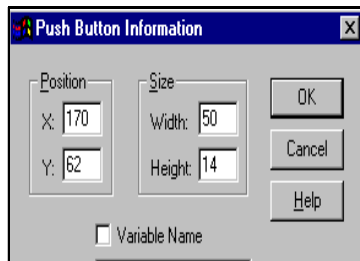 Push Button Information
Position
X: 170
Y: 62
Size
Width: 50
Height: 14
OK
Cancel
Help
Variable Name